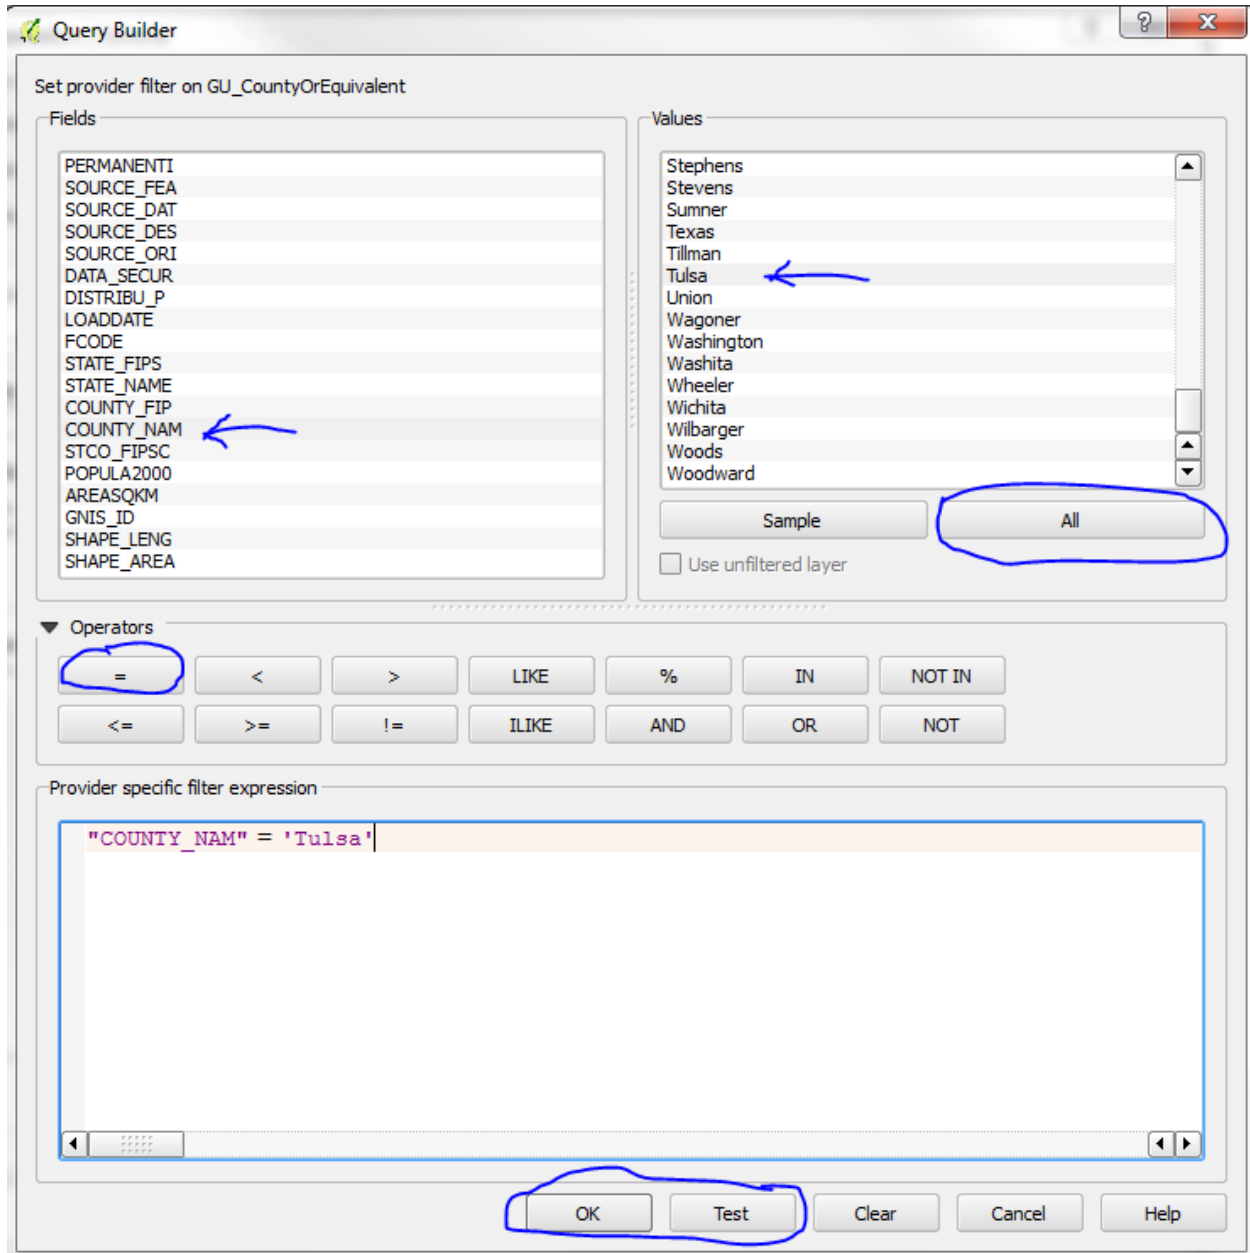 Query Builder
?
X
Set provider filter on GU_CountyOrEquivalent
Fields
PERMANENTI
SOURCE_FEA
SOURCE_DAT
SOURCE_DES
SOURCE_ORI
DATA_SECUR
DISTRIBU_P
LOADDATE
FCODE
STATE_FIPS
STATE_NAME
COUNTY_FIP
COUNTY_NAM
STCO_FIPSC
POPULA2000
AREASQKM
GNIS_ID
SHAPE_LENG
SHAPE_AREA
Values
Stephens
Stevens
Sumner
Texas
Tillman
Tulsa
Union
Wagoner
Washington
Washita
Wheeler
Wichita
Wilbarger
Woods
Woodward
Sample All
Use unfiltered layer
Operators
= < > LIKE % IN NOT IN
<= >= != ILIKE AND OR NOT
Provider specific filter expression
"COUNTY_NAM" = 'Tulsa'
OK Test Clear Cancel Help